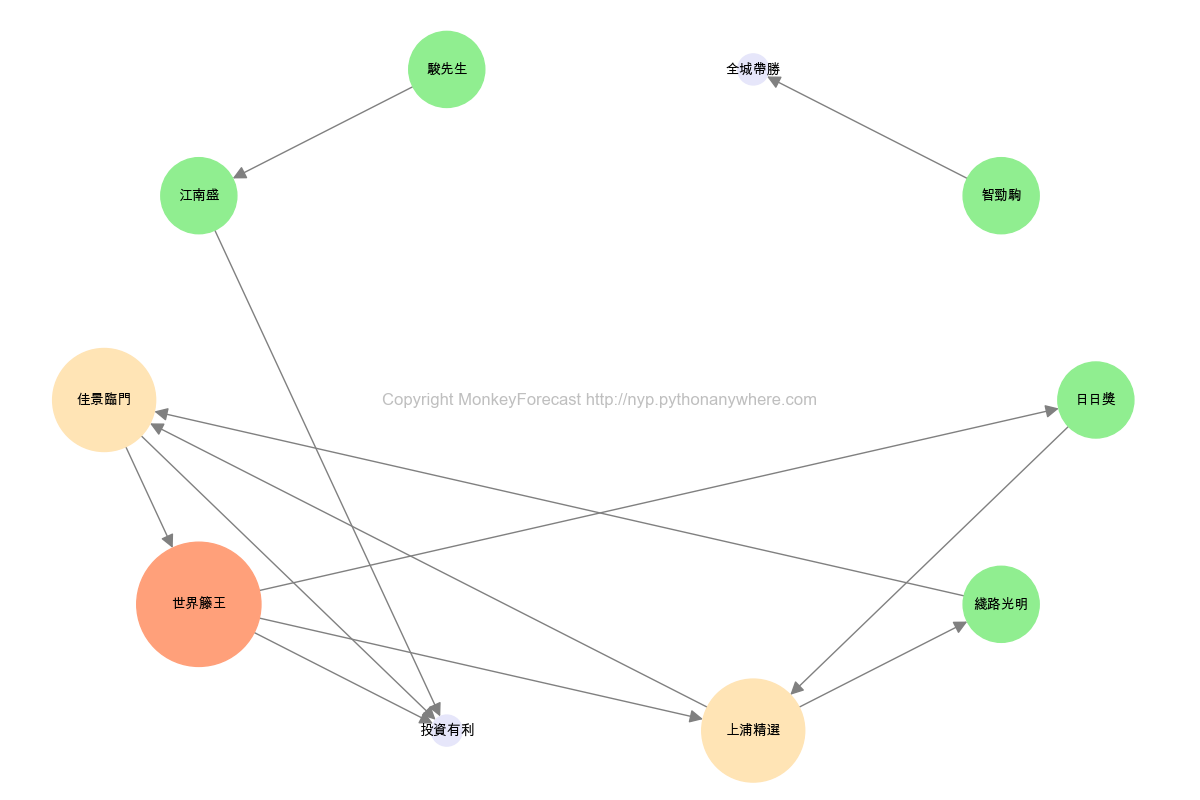 駿先生
全城帶勝
江南盛
智勁駒
佳景臨門
Copyright MonkeyForecast http://nyp.pythonanywhere.com
日日獎
世界籐王
綫路光明
投資有利
上浦精選